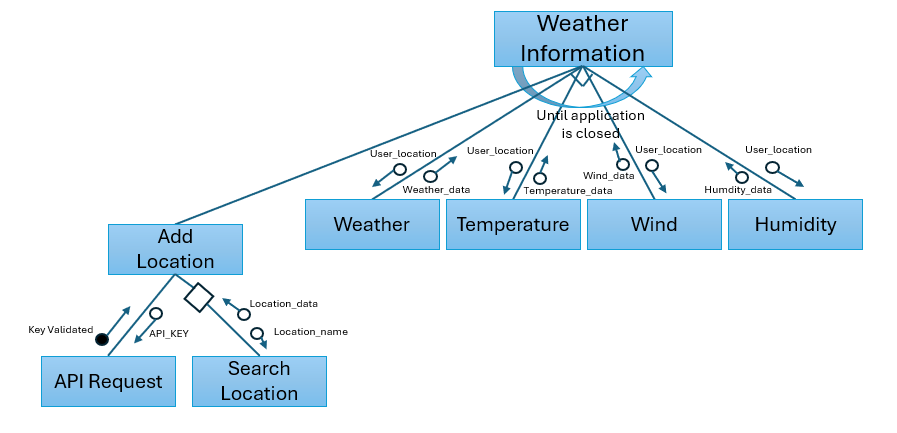 Weather
Information
Until application
is closed
User_location
User_location
User_location
User_location
Wind_data
Weather_data
Temperature_data
Humdity_data
Weather
Temperature
Wind
Humidity
Add
Location
Location_data
Key Validated
API_KEY
Location_name
API Request
Search
Location